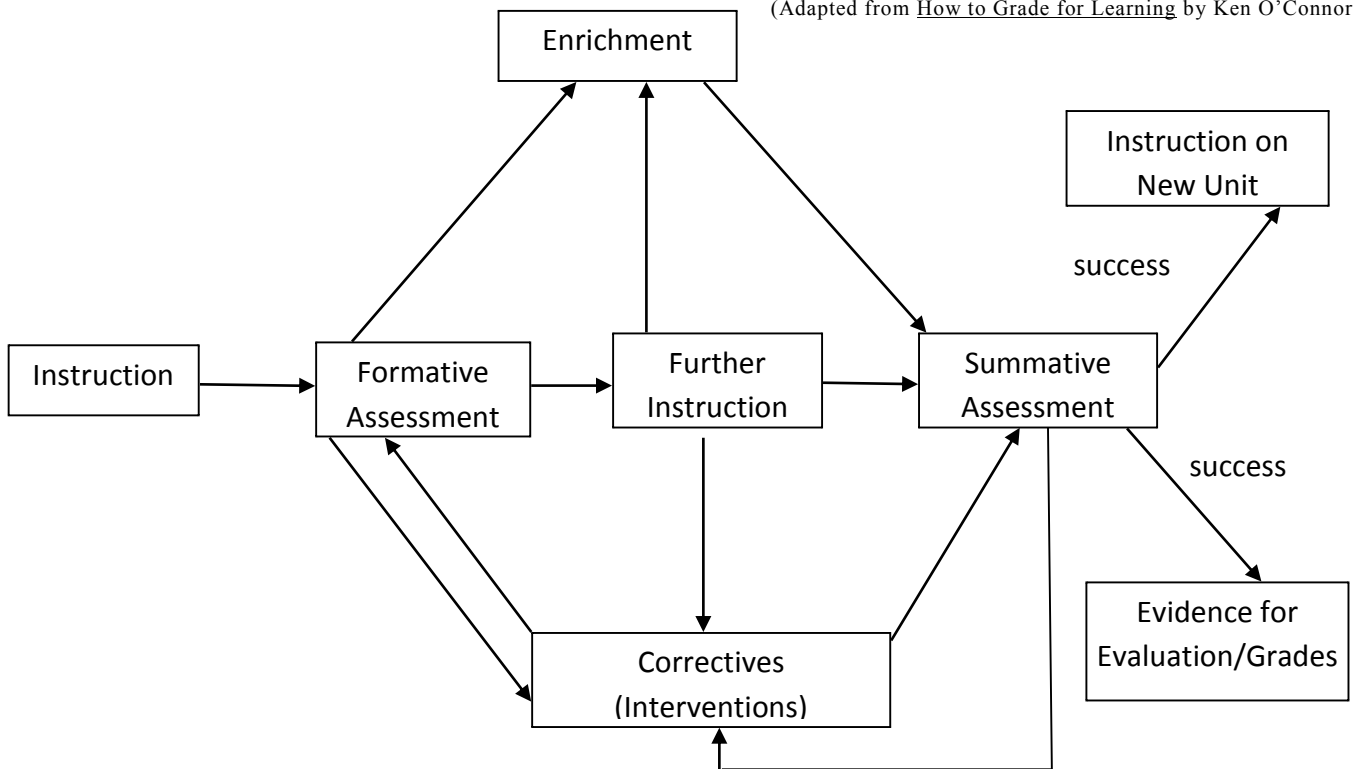 (Adapted from How to Grade for Learning by Ken O’Connor
Enrichment
Instruction on
New Unit
success
Instruction
Formative
Assessment
Further
Instruction
Summative
Assessment
success
Correctives
(Interventions)
Evidence for
Evaluation/Grades